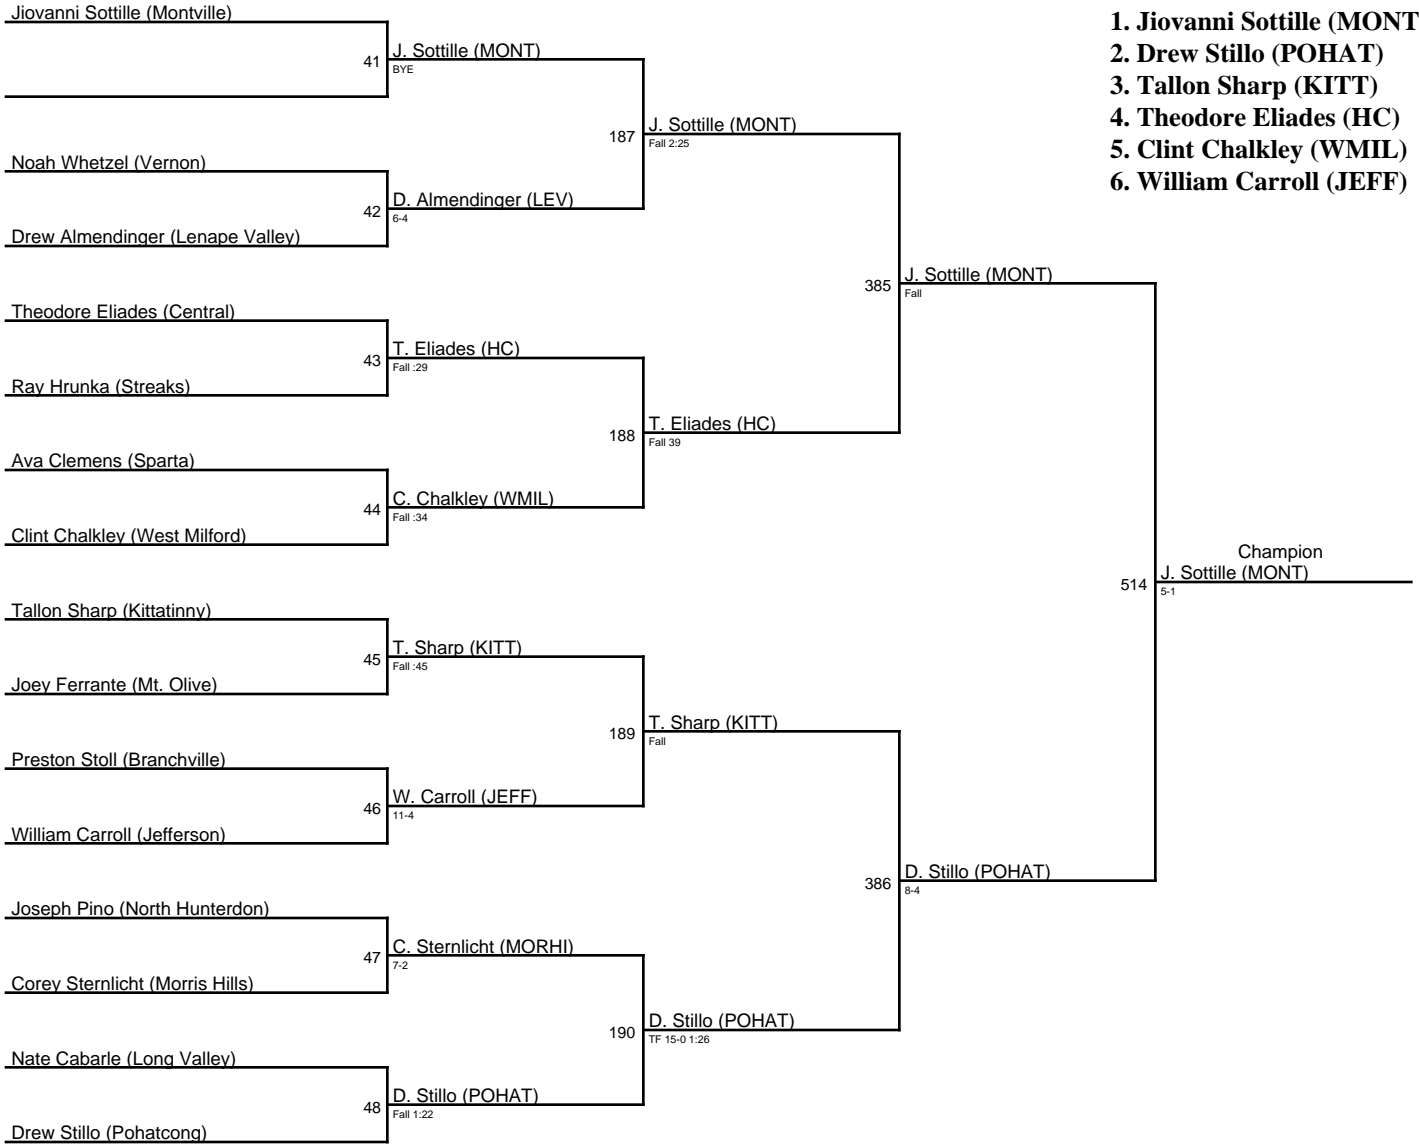 Jiovanni Sottille (Montville)
41
J. Sottille (MONT)
BYE
Noah Whetzel (Vernon)
42
D. Almendinger (LEV)
6-4
Drew Almendinger (Lenape Valley)
187
J. Sottille (MONT)
Fall 2:25
Theodore Eliades (Central)
43
T. Eliades (HC)
Fall :29
Ray Hrunka (Streaks)
188
T. Eliades (HC)
Fall 39
Ava Clemens (Sparta)
44
C. Chalkley (WMIL)
Fall :34
Clint Chalkley (West Milford)
385
J. Sottille (MONT)
Fall
Tallon Sharp (Kittatinny)
45
T. Sharp (KITT)
Fall :45
Joey Ferrante (Mt. Olive)
189
T. Sharp (KITT)
Fall
Preston Stoll (Branchville)
46
W. Carroll (JEFF)
11-4
William Carroll (Jefferson)
386
D. Stillo (POHAT)
8-4
Joseph Pino (North Hunterdon)
47
C. Sternlicht (MORHI)
7-2
Corey Sternlicht (Morris Hills)
190
D. Stillo (POHAT)
TF 15-0 1:26
Nate Cabarle (Long Valley)
48
D. Stillo (POHAT)
Fall 1:22
Drew Stillo (Pohatcong)
514
Champion
J. Sottille (MONT)
5-1
1. Jiovanni Sottille (MONT
2. Drew Stillo (POHAT)
3. Tallon Sharp (KITT)
4. Theodore Eliades (HC)
5. Clint Chalkley (WMIL)
6. William Carroll (JEFF)